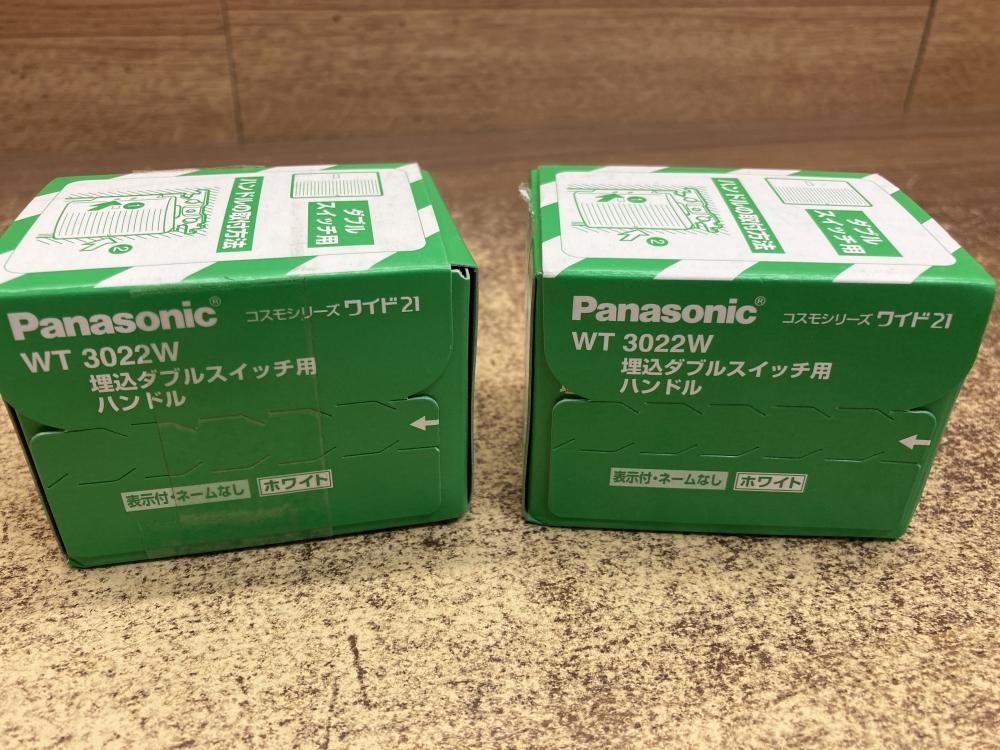 ハンドルの取付方法
ダブル
スイッチ用
②
Panasonic® コスモシリーズ ワイド21
WT 3022W
埋込ダブルスイッチ用
ハンドル
表示付・ネームなし ホワイト
ハンドルの取付方法
ダブル
スイッチ用
②
Panasonic® コスモシリーズ ワイド21
WT 3022W
埋込ダブルスイッチ用
ハンドル
表示付・ネームなし ホワイト